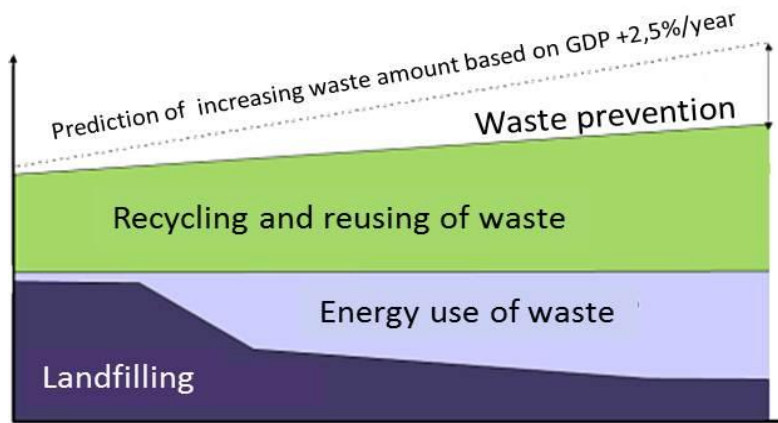 Prediction of increasing waste amount based on GDP +2,5%/year
Waste prevention
Recycling and reusing of waste
Energy use of waste
Landfilling